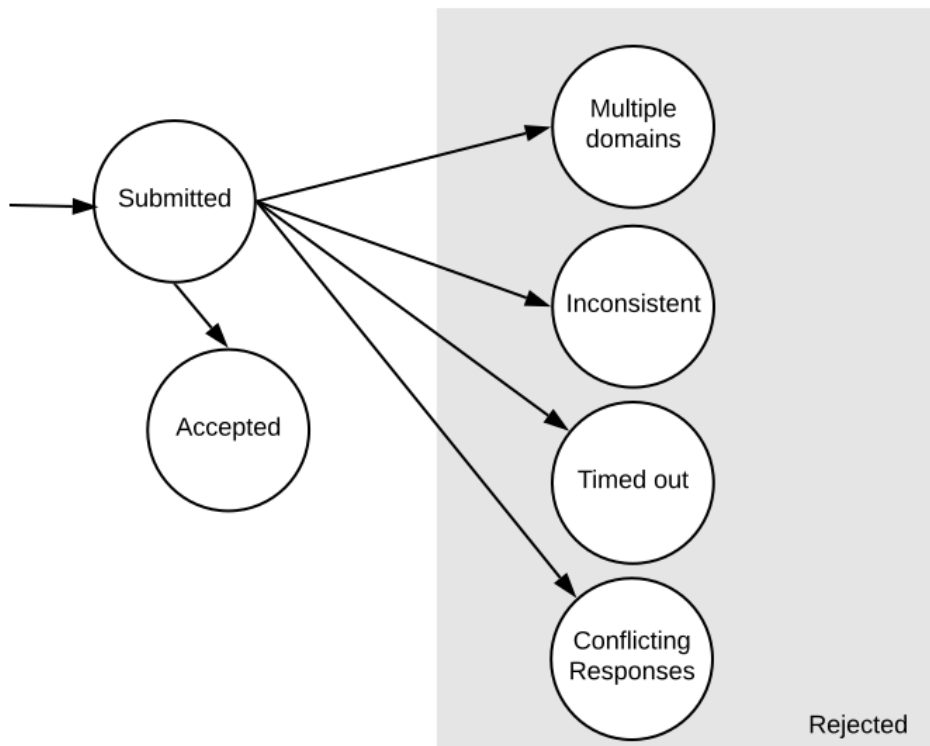 Multiple
domains
Submitted
Inconsistent
Accepted
Timed out
Conflicting
Responses
Rejected